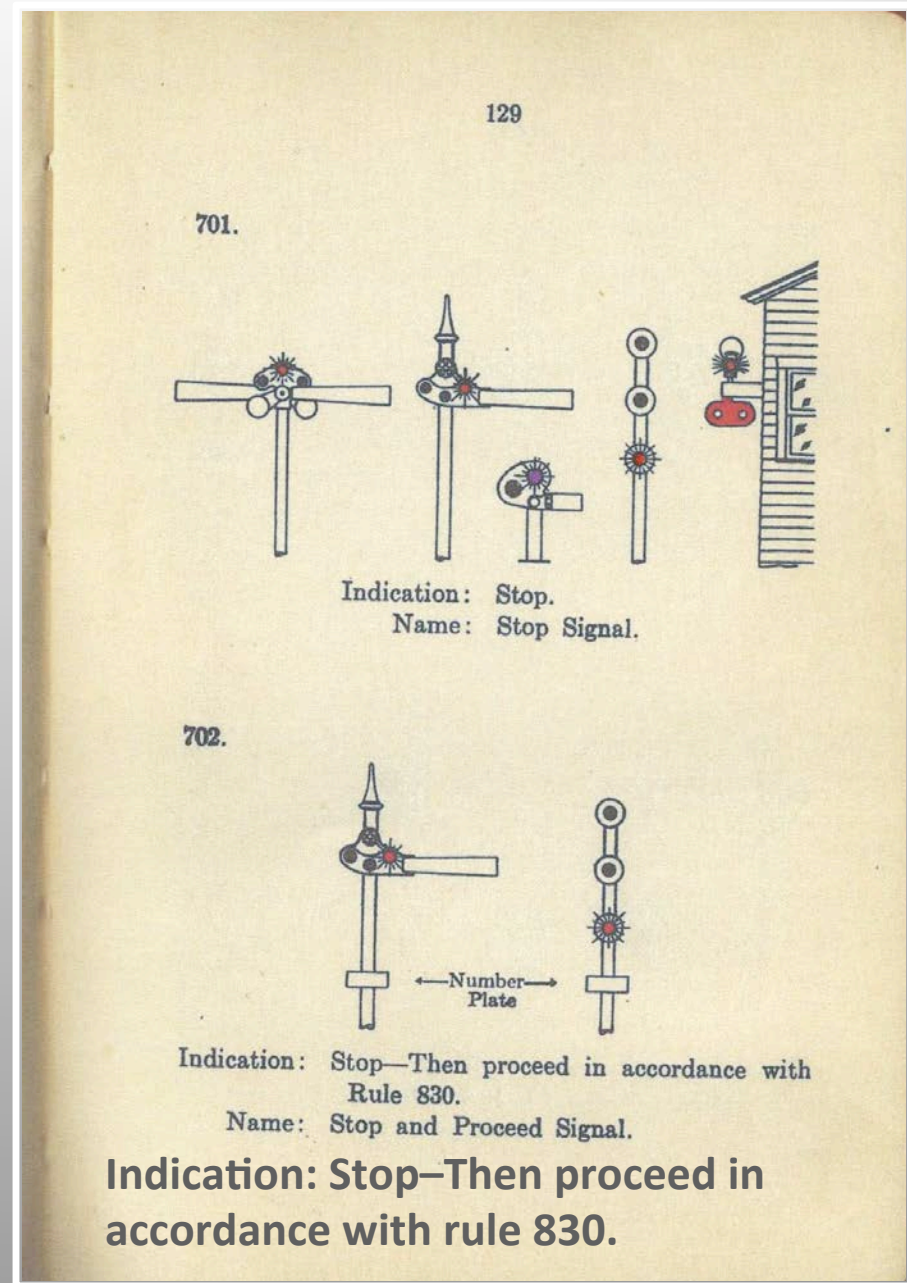 129
701.
Indication: Stop.
Name: Stop Signal.
702.
Number
Plate
Indication: Stop—Then proceed in accordance with
Rule 830.
Name: Stop and Proceed Signal.
Indication: Stop–Then proceed in
accordance with rule 830.